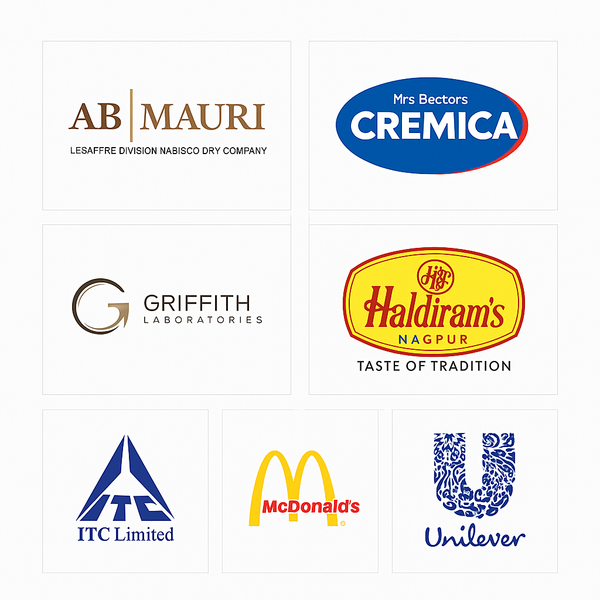 AB MAURI
LESAFFRE DIVISION NABISCO DRY COMPANY
Mrs Bectors
CREMICA
GRIFFITH
LABORATORIES
Haldiram's
NAGPUR
TASTE OF TRADITION
ITC
ITC Limited
McDonald's
Unilever